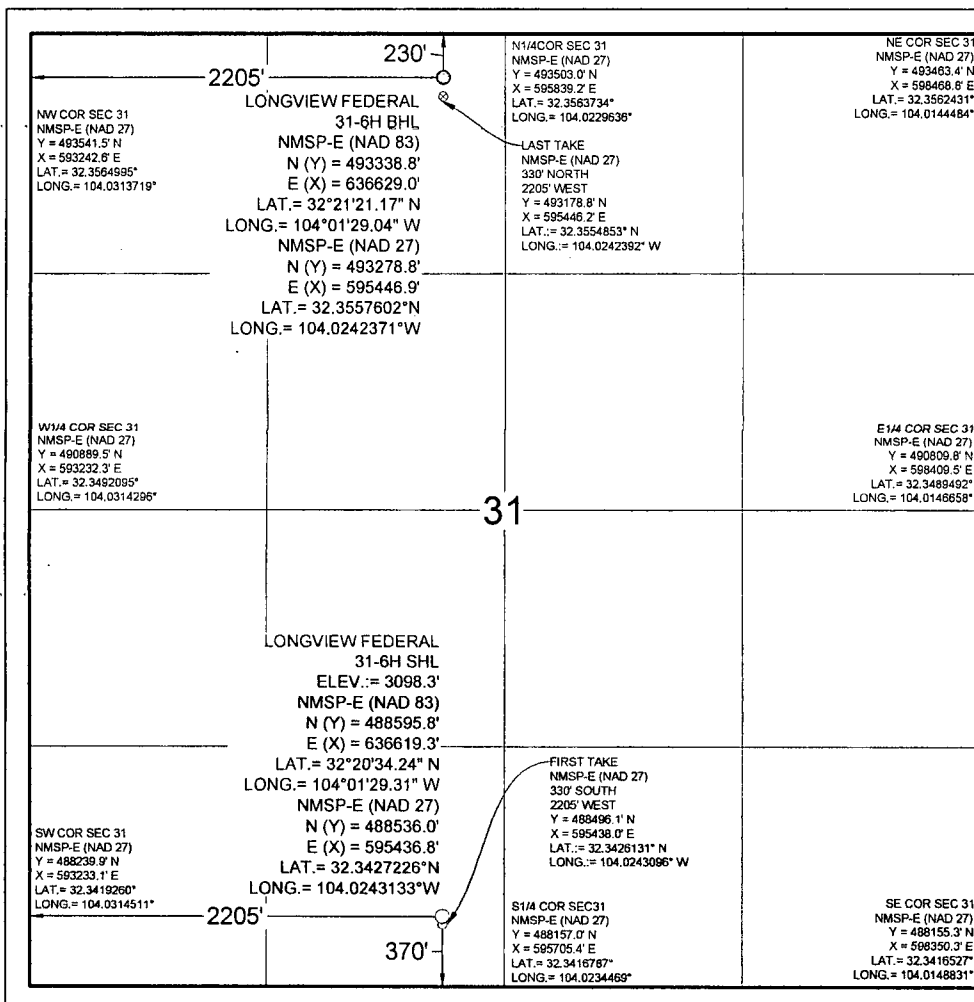 230'
2205'
LONGVIEW FEDERAL
31-6H BHL
NMSP-E (NAD 83)
N (Y) = 493338.8'
E (X) = 636629.0'
LAT.= 32°21'21.17" N
LONG.= 104°01'29.04" W
NMSP-E (NAD 27)
N (Y) = 493278.8'
E (X) = 595446.9'
LAT.= 32.3557602°N
LONG.= 104.0242371°W
NW COR SEC 31
NMSP-E (NAD 27)
Y = 493541.5' N
X = 593242.6' E
LAT.= 32.3564995°
LONG.= 104.0313719°
N1/4COR SEC 31
NMSP-E (NAD 27)
Y = 493503.0' N
X = 595839.2' E
LAT.= 32.3563734°
LONG.= 104.0229636°
NE COR SEC 31
NMSP-E (NAD 27)
Y = 493463.4' N
X = 598468.8' E
LAT.= 32.3562431°
LONG.= 104.0144484°
LAST TAKE
NMSP-E (NAD 27)
330' NORTH
2205' WEST
Y = 493178.8' N
X = 595446.2' E
LAT.:= 32.3554853° N
LONG.:= 104.0242392° W
W1/4 COR SEC 31
NMSP-E (NAD 27)
Y = 490889.5' N
X = 593232.3' E
LAT.= 32.3492095°
LONG.= 104.0314296°
E1/4 COR SEC 31
NMSP-E (NAD 27)
Y = 490809.8' N
X = 598409.5' E
LAT.= 32.3489492°
LONG.= 104.0146658°
31
LONGVIEW FEDERAL
31-6H SHL
ELEV.:= 3098.3'
NMSP-E (NAD 83)
N (Y) = 488595.8'
E (X) = 636619.3'
LAT.= 32°20'34.24" N
LONG.= 104°01'29.31" W
NMSP-E (NAD 27)
N (Y) = 488536.0'
E (X) = 595436.8'
LAT.= 32.3427226°N
LONG.= 104.0243133°W
FIRST TAKE
NMSP-E (NAD 27)
330' SOUTH
2205' WEST
Y = 488496.1' N
X = 595438.0' E
LAT.:= 32.3426131° N
LONG.:= 104.0243096° W
SW COR SEC 31
NMSP-E (NAD 27)
Y = 488239.9' N
X = 593233.1' E
LAT.= 32.3419260°
LONG.= 104.0314511°
2205'
370'
S1/4 COR SEC31
NMSP-E (NAD 27)
Y = 488157.0' N
X = 595705.4' E
LAT.= 32.3416787°
LONG.= 104.0234469°
SE COR SEC 31
NMSP-E (NAD 27)
Y = 488155.3' N
X = 598350.3' E
LAT.= 32.3416527°
LONG.= 104.0148831°